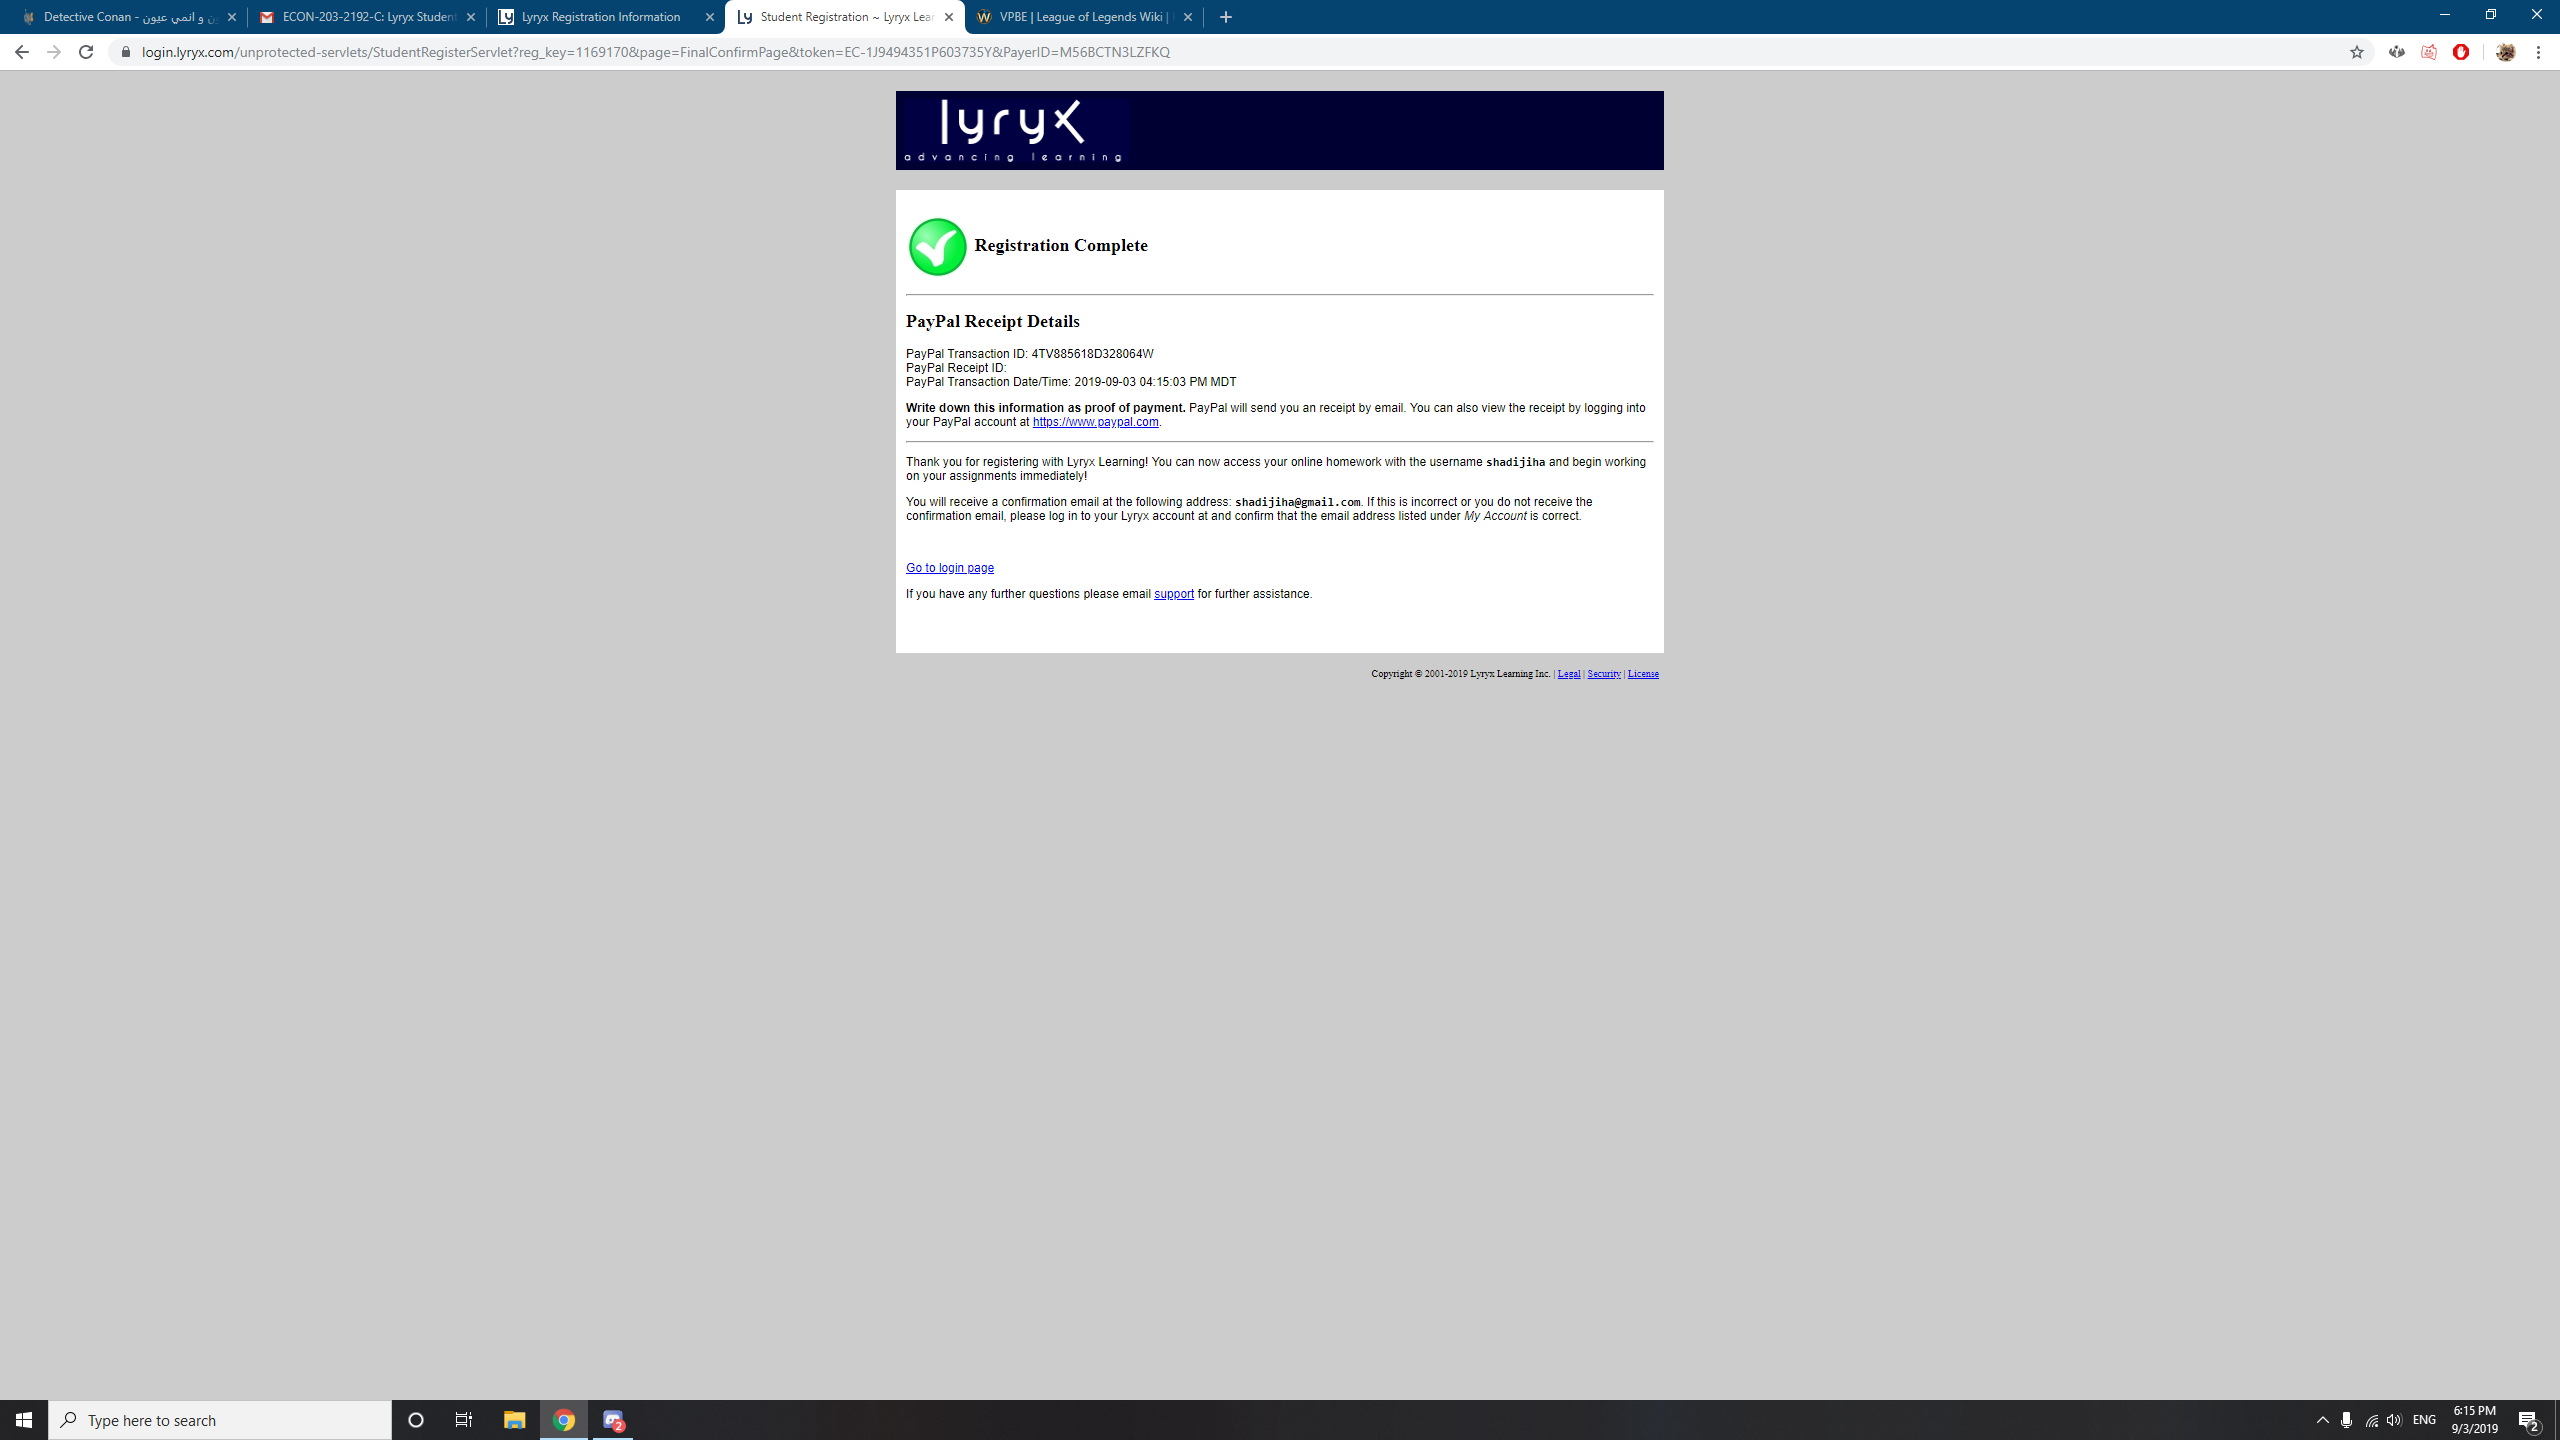 Detective Conan - ون و انمي عيون
ECON-203-2192-C: Lyryx Student
Lyryx Registration Information
Student Registration ~ Lyryx Lear
VPBE | League of Legends Wiki |
login.lyryx.com/unprotected-servlets/StudentRegisterServlet?reg_key=1169170&page=FinalConfirmPage&token=EC-1J9494351P603735Y&PayerID=M56BCTN3LZFKQ
lyryx
advancing learning
Registration Complete
PayPal Receipt Details
PayPal Transaction ID: 4TV885618D328064W
PayPal Receipt ID:
PayPal Transaction Date/Time: 2019-09-03 04:15:03 PM MDT
Write down this information as proof of payment. PayPal will send you an receipt by email. You can also view the receipt by logging into
your PayPal account at https://www.paypal.com.
Thank you for registering with Lyryx Learning! You can now access your online homework with the username shadijiha and begin working
on your assignments immediately!
You will receive a confirmation email at the following address: shadijiha@gmail.com. If this is incorrect or you do not receive the
confirmation email, please log in to your Lyryx account at and confirm that the email address listed under My Account is correct.
Go to login page
If you have any further questions please email support for further assistance.
Copyright © 2001-2019 Lyryx Learning Inc. | Legal | Security | License
Type here to search
2
ENG
6:15 PM
9/3/2019
2